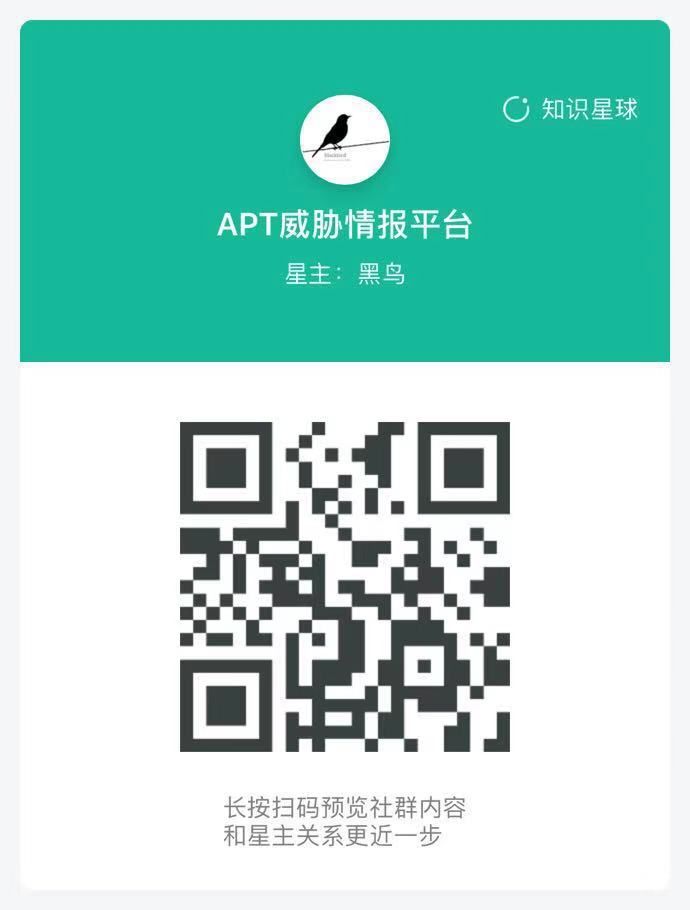 知识星球
APT威胁情报平台
星主：黑鸟
长按扫码预览社群内容
和星主关系更近一步